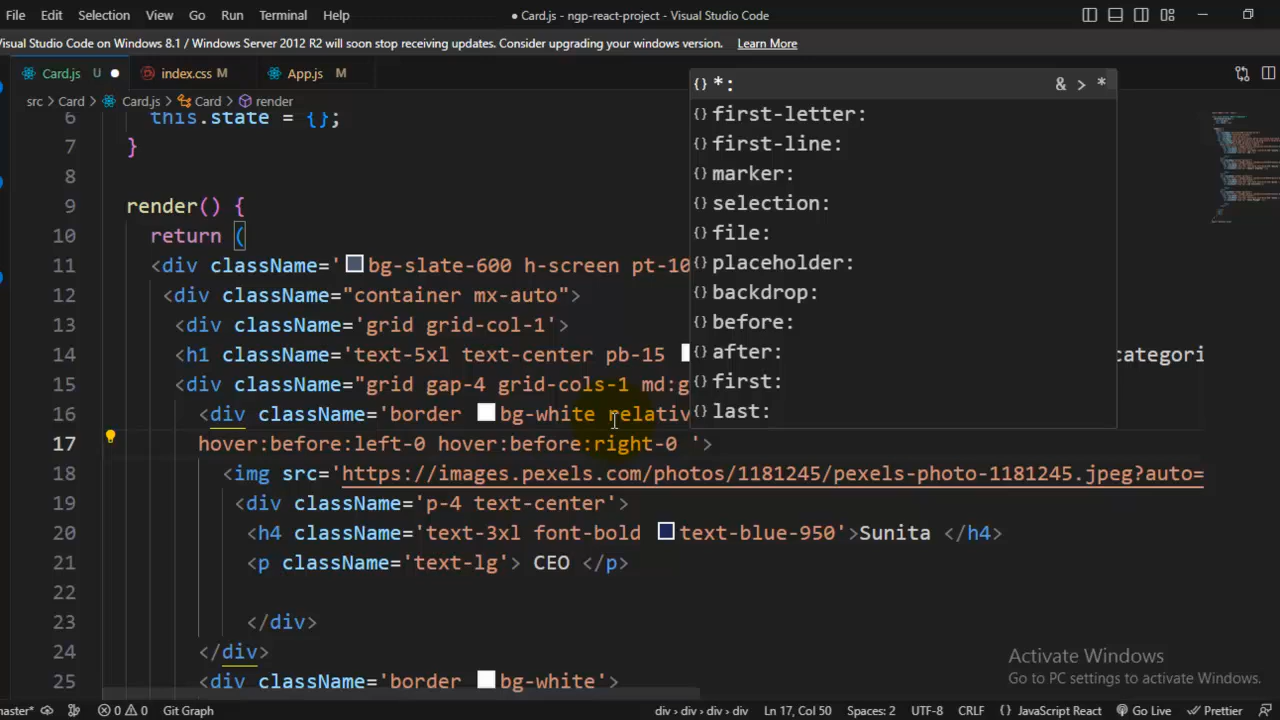 File Edit Selection View Go Run Terminal Help ● Card.js - ngp-react-project - Visual Studio Code
Visual Studio Code on Windows 8.1 / Windows Server 2012 R2 will soon stop receiving updates. Consider upgrading your windows version. Learn More
Card.js U ● index.css M App.js M
src > Card > Card.js > Card > render
6 this.state = {};
7 }
8
9 render() {
10 return (
11 <div className=' bg-slate-600 h-screen pt-10
12 <div className="container mx-auto">
13 <div className='grid grid-col-1'>
14 <h1 className='text-5xl text-center pb-15 categori
15 <div className="grid gap-4 grid-cols-1 md:g
16 <div className='border bg-white relativ
17 hover:before:left-0 hover:before:right-0 '>
18 <img src='https://images.pexels.com/photos/1181245/pexels-photo-1181245.jpeg?auto=
19 <div className='p-4 text-center'>
20 <h4 className='text-3xl font-bold text-blue-950'>Sunita </h4>
21 <p className='text-lg'> CEO </p>
22
23 </div>
24 </div>
25 <div className='border bg-white'>
{} *: & > *
{} first-letter:
{} first-line:
{} marker:
{} selection:
{} file:
{} placeholder:
{} backdrop:
{} before:
{} after:
{} first:
{} last:
Activate Windows
Go to PC settings to activate Windows.
master* 0 0 Git Graph div › div › div › div Ln 17, Col 50 Spaces: 2 UTF-8 CRLF {} JavaScript React Go Live Prettier